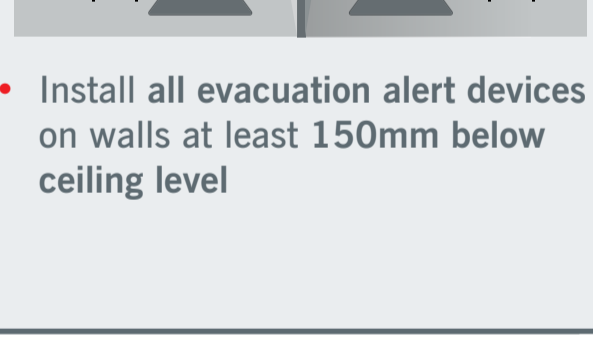 • Install all evacuation alert devices
on walls at least 150mm below
ceiling level